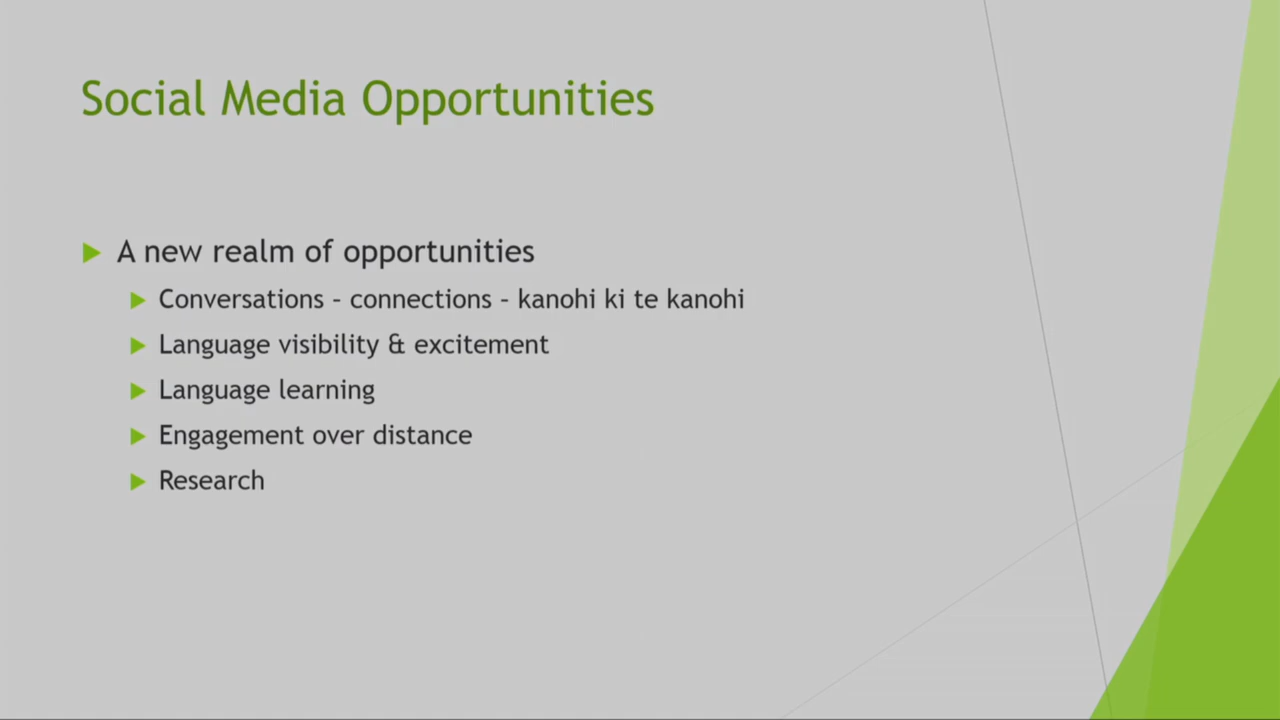 Social Media Opportunities
A new realm of opportunities
Conversations – connections – kanohi ki te kanohi
Language visibility & excitement
Language learning
Engagement over distance
Research